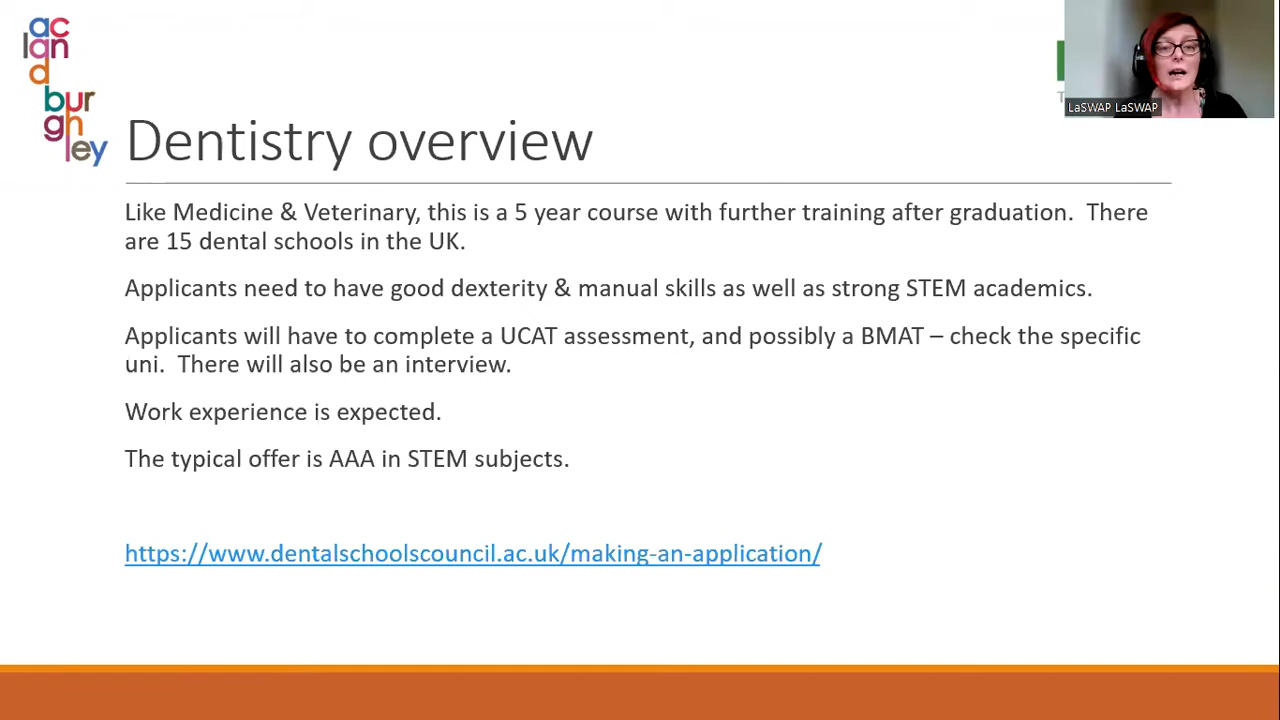 ac
lan
d
bur
gh
ley
T
LaSWAP LaSWAP
Dentistry overview
Like Medicine & Veterinary, this is a 5 year course with further training after graduation.  There
are 15 dental schools in the UK.
Applicants need to have good dexterity & manual skills as well as strong STEM academics.
Applicants will have to complete a UCAT assessment, and possibly a BMAT – check the specific
uni.  There will also be an interview.
Work experience is expected.
The typical offer is AAA in STEM subjects.
https://www.dentalschoolscouncil.ac.uk/making-an-application/